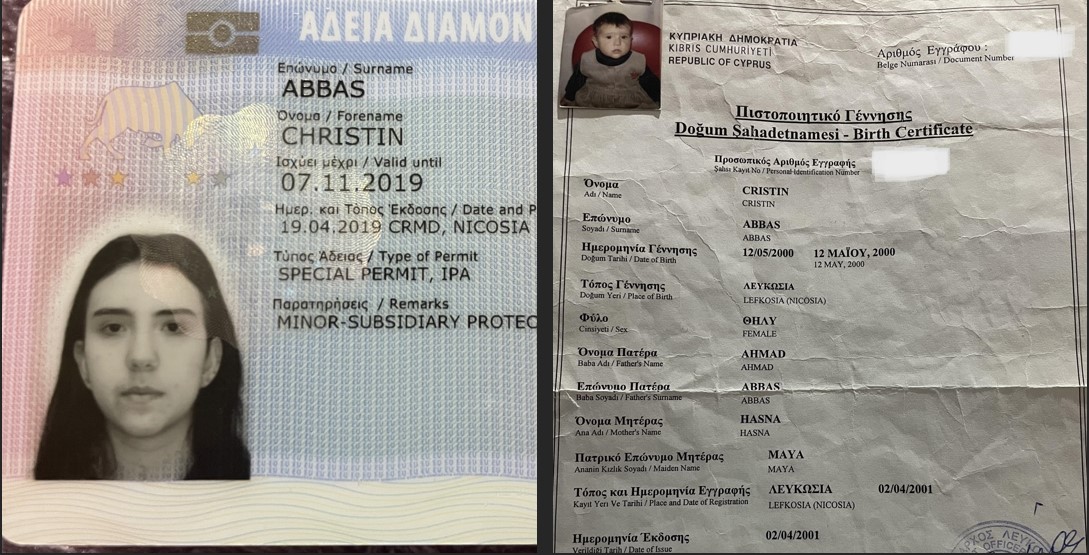 ΑΔΕΙΑ ΔΙΑΜΟΝ
Επώνυμο / Surname
ABBAS
Όνομα / Forename
CHRISTIN
Ισχύει μέχρι / Valid until
07.11.2019
Ημερ. και Τόπος Έκδοσης / Date and P
19.04.2019 CRMD, NICOSIA
Τύπος Άδειας / Type of Permit
SPECIAL PERMIT, IPA
Παρατηρήσεις / Remarks
MINOR-SUBSIDIARY PROTEC
ΚΥΠΡΙΑΚΗ ΔΗΜΟΚΡΑΤΙΑ
KIBRIS CUMHURİYETİ
REPUBLIC OF CYPRUS
Αριθμός Εγγράφου :
Belge Numarası / Document Number
Πιστοποιητικό Γέννησης
Doğum Şahadetnamesi - Birth Certificate
Προσωπικός Αριθμός Εγγραφής
Şahsi Kayıt No / Personal Identification Number
Όνομα CRISTIN
Adı / Name CRISTIN
Επώνυμο ABBAS
Soyadı / Surname ABBAS
Ημερομηνία Γέννησης 12/05/2000 12 ΜΑΪΟΥ, 2000
Doğum Tarihi / Date of Birth 12 MAY, 2000
Τόπος Γέννησης ΛΕΥΚΩΣΙΑ
Doğum Yeri / Place of Birth LEFKOSIA (NICOSIA)
Φύλο ΘΗΛΥ
Cinsiyeti / Sex FEMALE
Όνομα Πατέρα AHMAD
Baba Adı / Father's Name AHMAD
Επώνυμο Πατέρα ABBAS
Baba Soyadı / Father's Surname ABBAS
Όνομα Μητέρας HASNA
Ana Adı / Mother's Name HASNA
Πατρικό Επώνυμο Μητέρας MAYA
Ananin Kızlık Soyadı / Maiden Name MAYA
Τόπος και Ημερομηνία Εγγραφής ΛΕΥΚΩΣΙΑ 02/04/2001
Kayıt Yeri Ve Tarihi / Place and Date of Registration LEFKOSIA (NICOSIA)
Ημερομηνία Έκδοσης 02/04/2001
Verildiği Tarih / Date of Issue